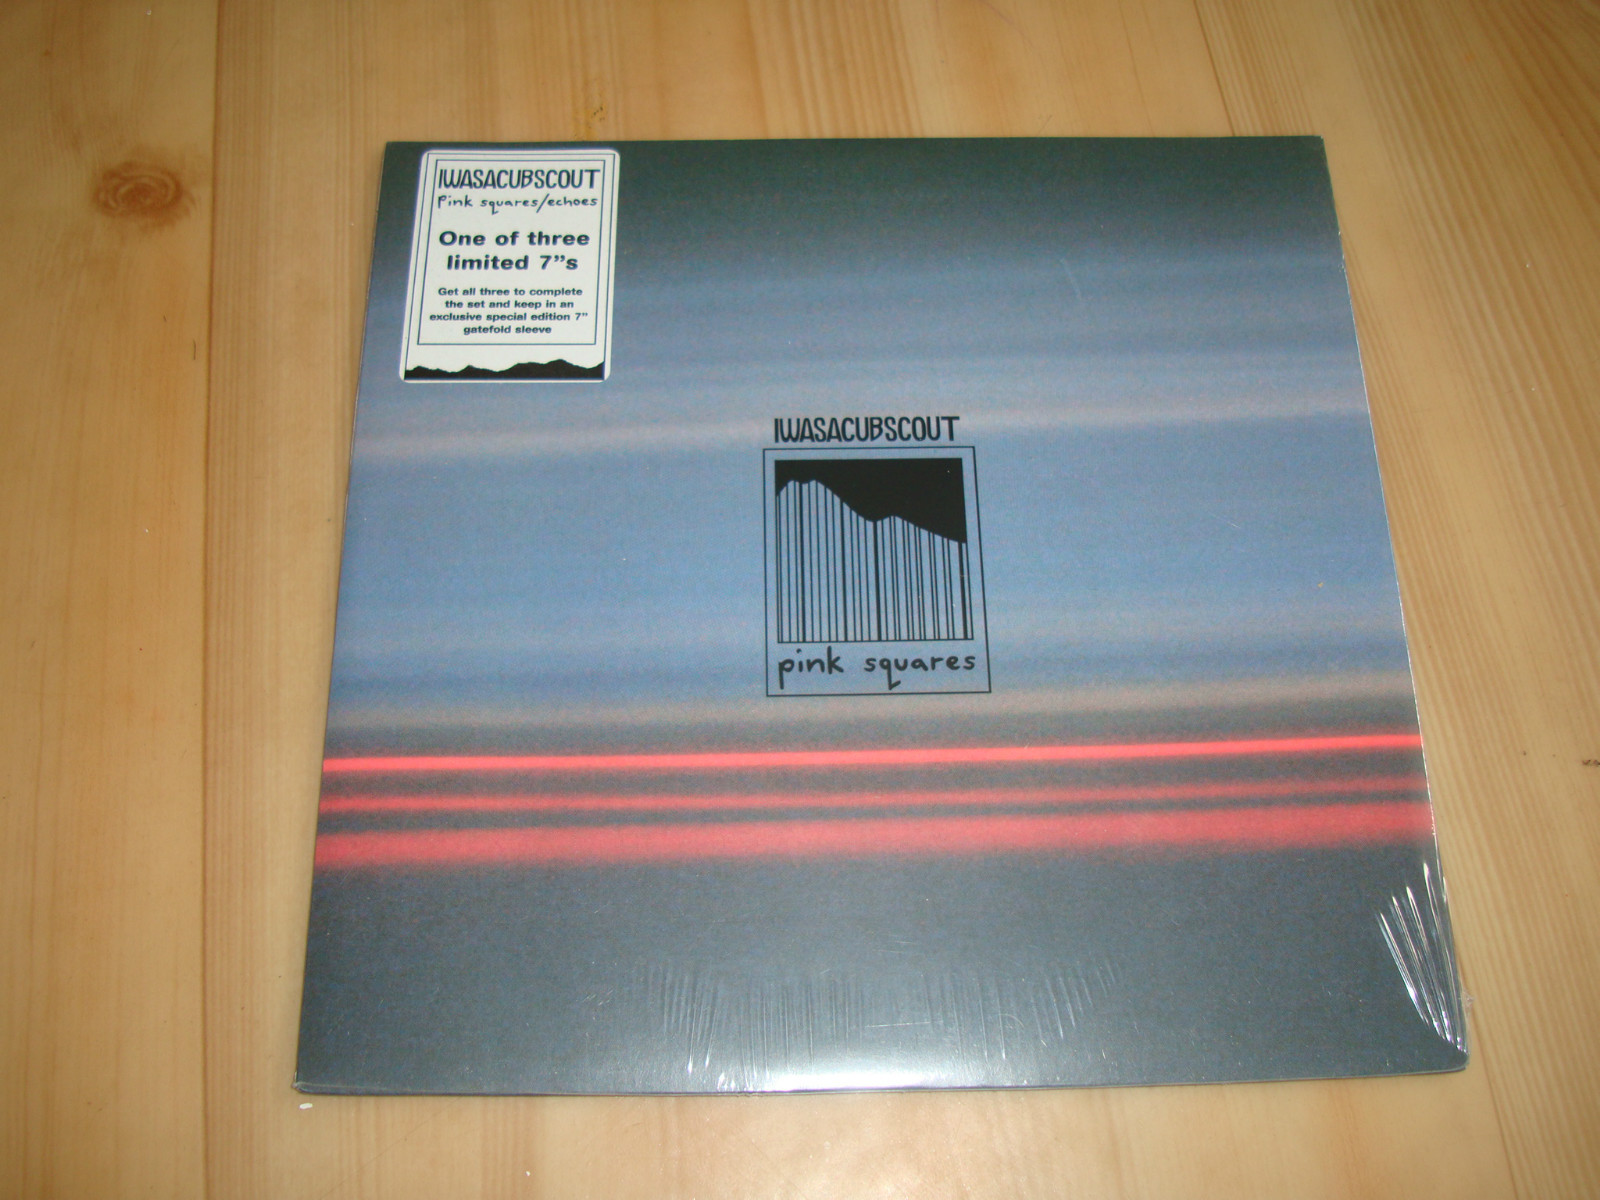 IWASACUBSCOUT
Pink squares/echoes
One of three
limited 7"s
Get all three to complete
the set and keep in an
exclusive special edition 7"
gatefold sleeve
IWASACUBSCOUT
pink squares